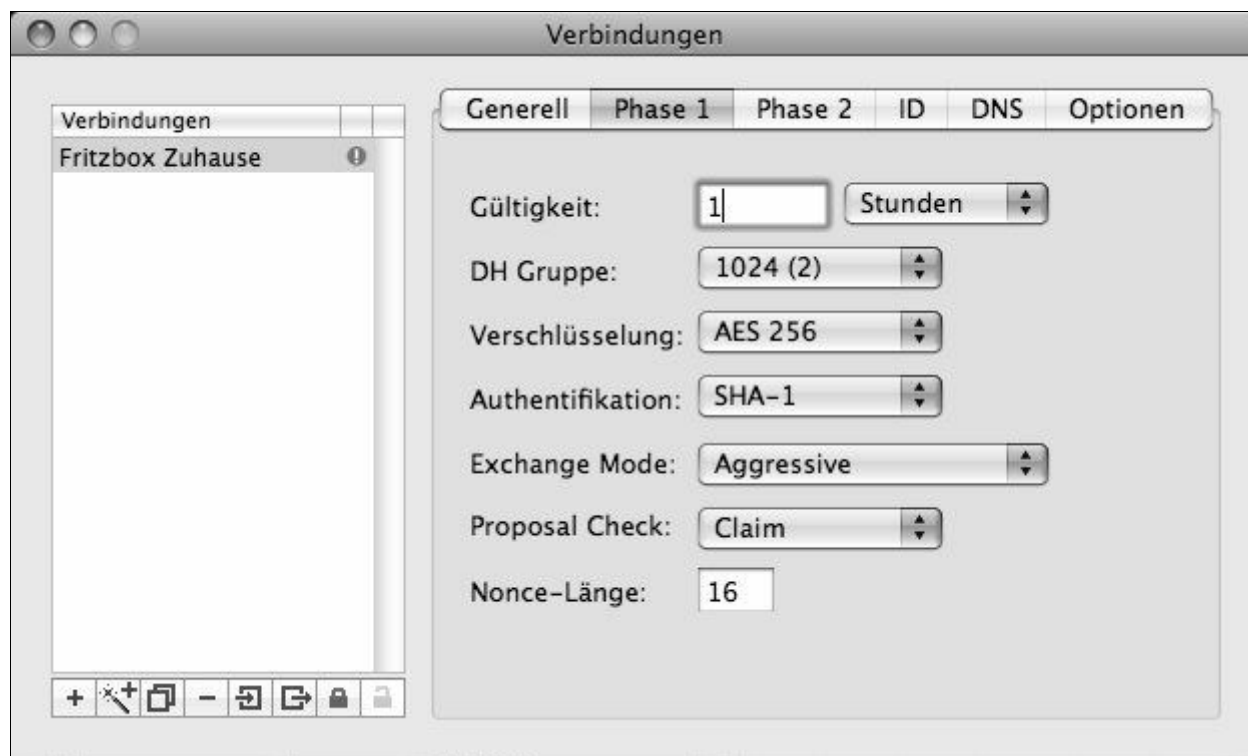 Verbindungen
Verbindungen
Fritzbox Zuhause
Generell Phase 1 Phase 2 ID DNS Optionen
Gültigkeit: 1 Stunden
DH Gruppe: 1024 (2)
Verschlüsselung: AES 256
Authentifikation: SHA-1
Exchange Mode: Aggressive
Proposal Check: Claim
Nonce-Länge: 16